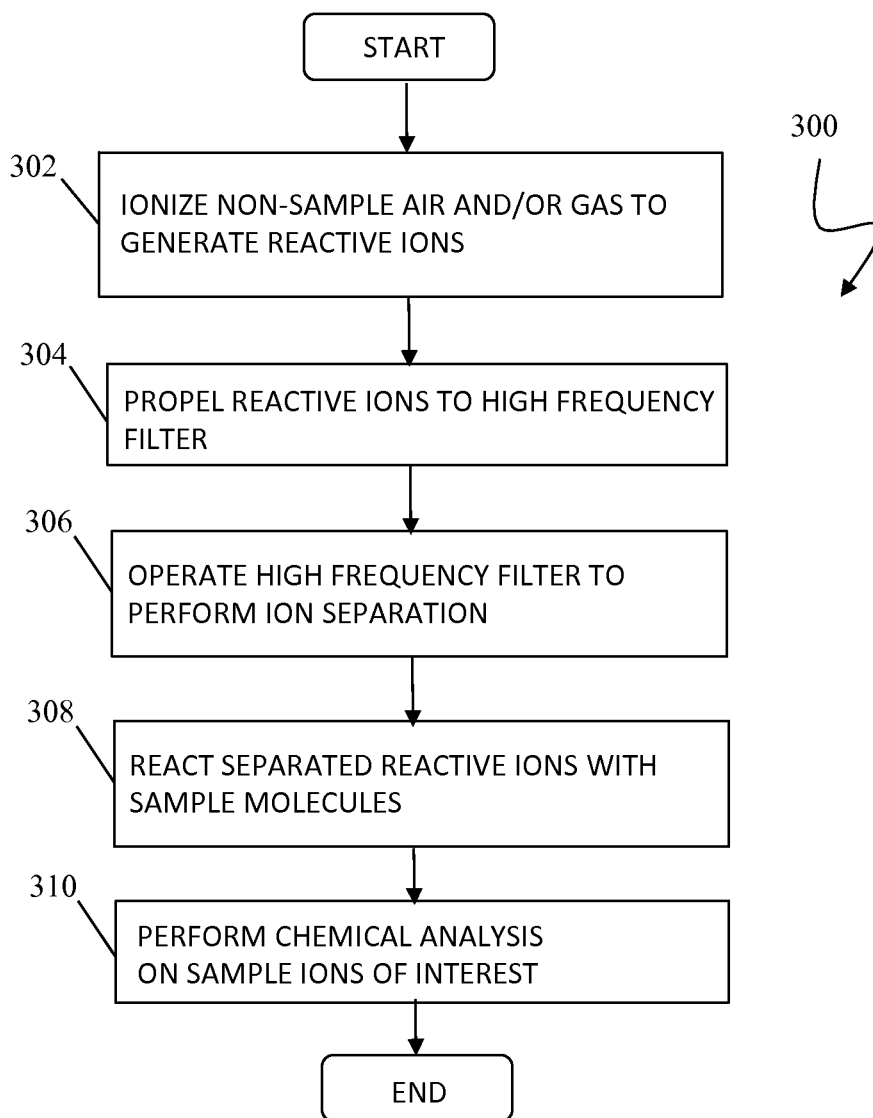 START
300
302
IONIZE NON-SAMPLE AIR AND/OR GAS TO
GENERATE REACTIVE IONS
304
PROPEL REACTIVE IONS TO HIGH FREQUENCY
FILTER
306
OPERATE HIGH FREQUENCY FILTER TO
PERFORM ION SEPARATION
308
REACT SEPARATED REACTIVE IONS WITH
SAMPLE MOLECULES
310
PERFORM CHEMICAL ANALYSIS
ON SAMPLE IONS OF INTEREST
END